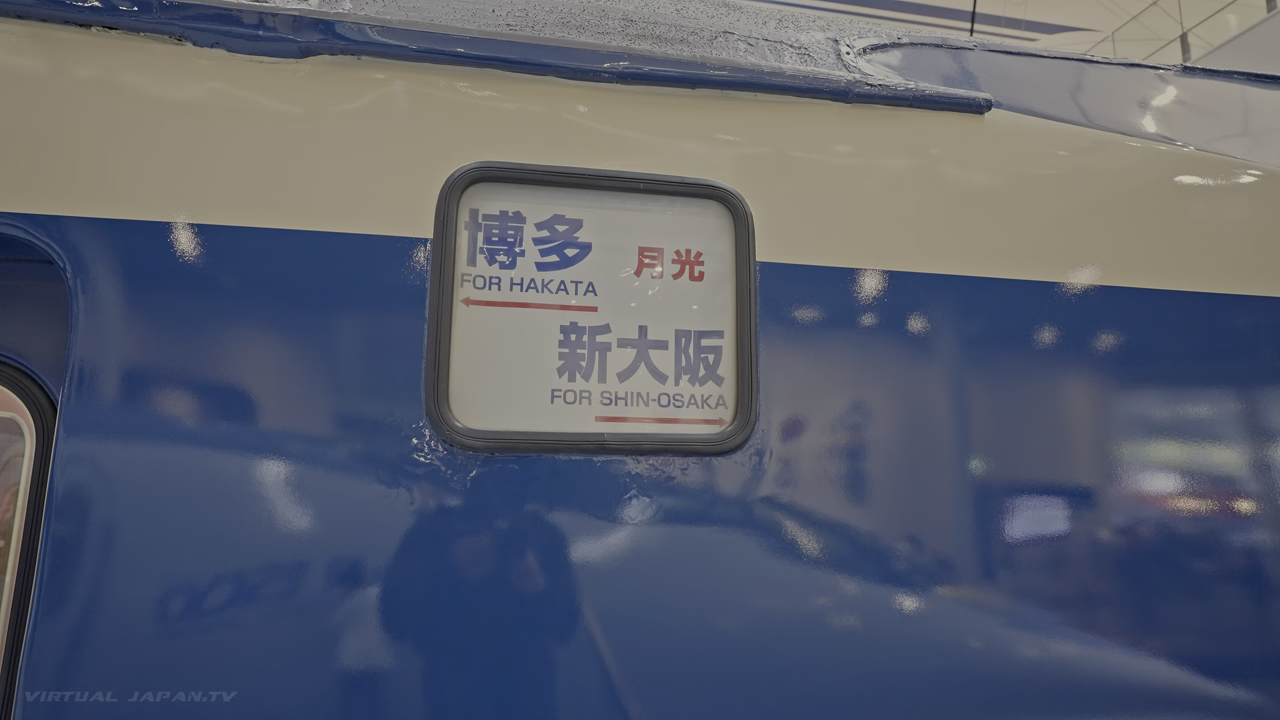 博多
月光
FOR HAKATA
新大阪
FOR SHIN-OSAKA
VIRTUAL JAPAN.TV